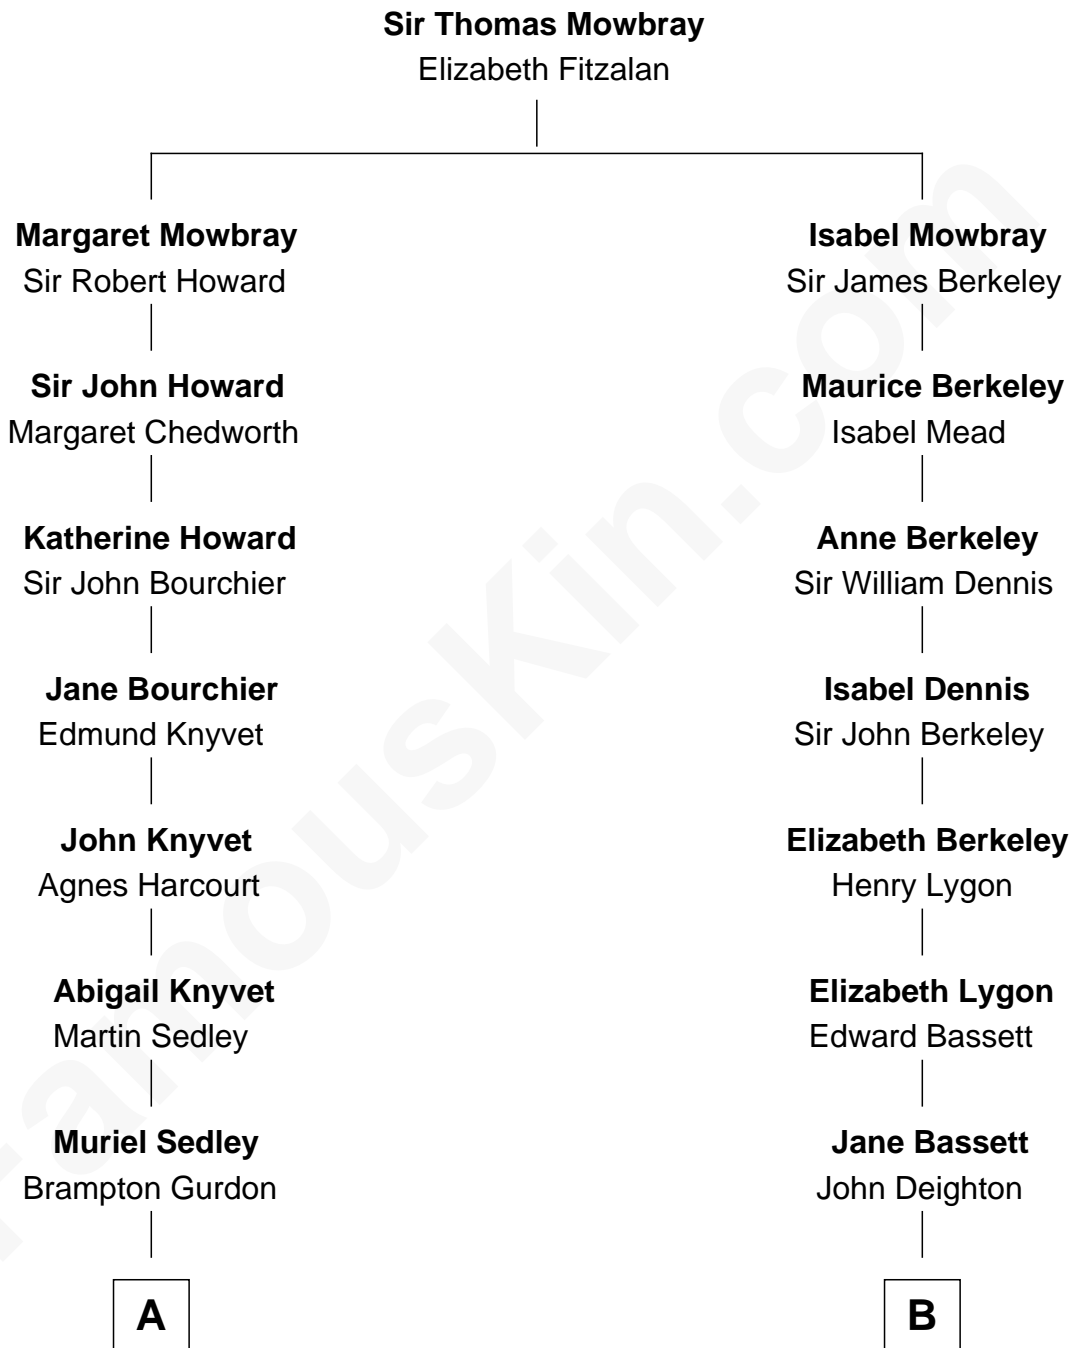 Sir Thomas Mowbray
Elizabeth Fitzalan
Margaret Mowbray
Sir Robert Howard
Sir John Howard
Margaret Chedworth
Katherine Howard
Sir John Bourchier
Jane Bourchier
Edmund Knyvet
John Knyvet
Agnes Harcourt
Abigail Knyvet
Martin Sedley
Muriel Sedley
Brampton Gurdon
A
Isabel Mowbray
Sir James Berkeley
Maurice Berkeley
Isabel Mead
Anne Berkeley
Sir William Dennis
Isabel Dennis
Sir John Berkeley
Elizabeth Berkeley
Henry Lygon
Elizabeth Lygon
Edward Bassett
Jane Bassett
John Deighton
B
FamousKin.com